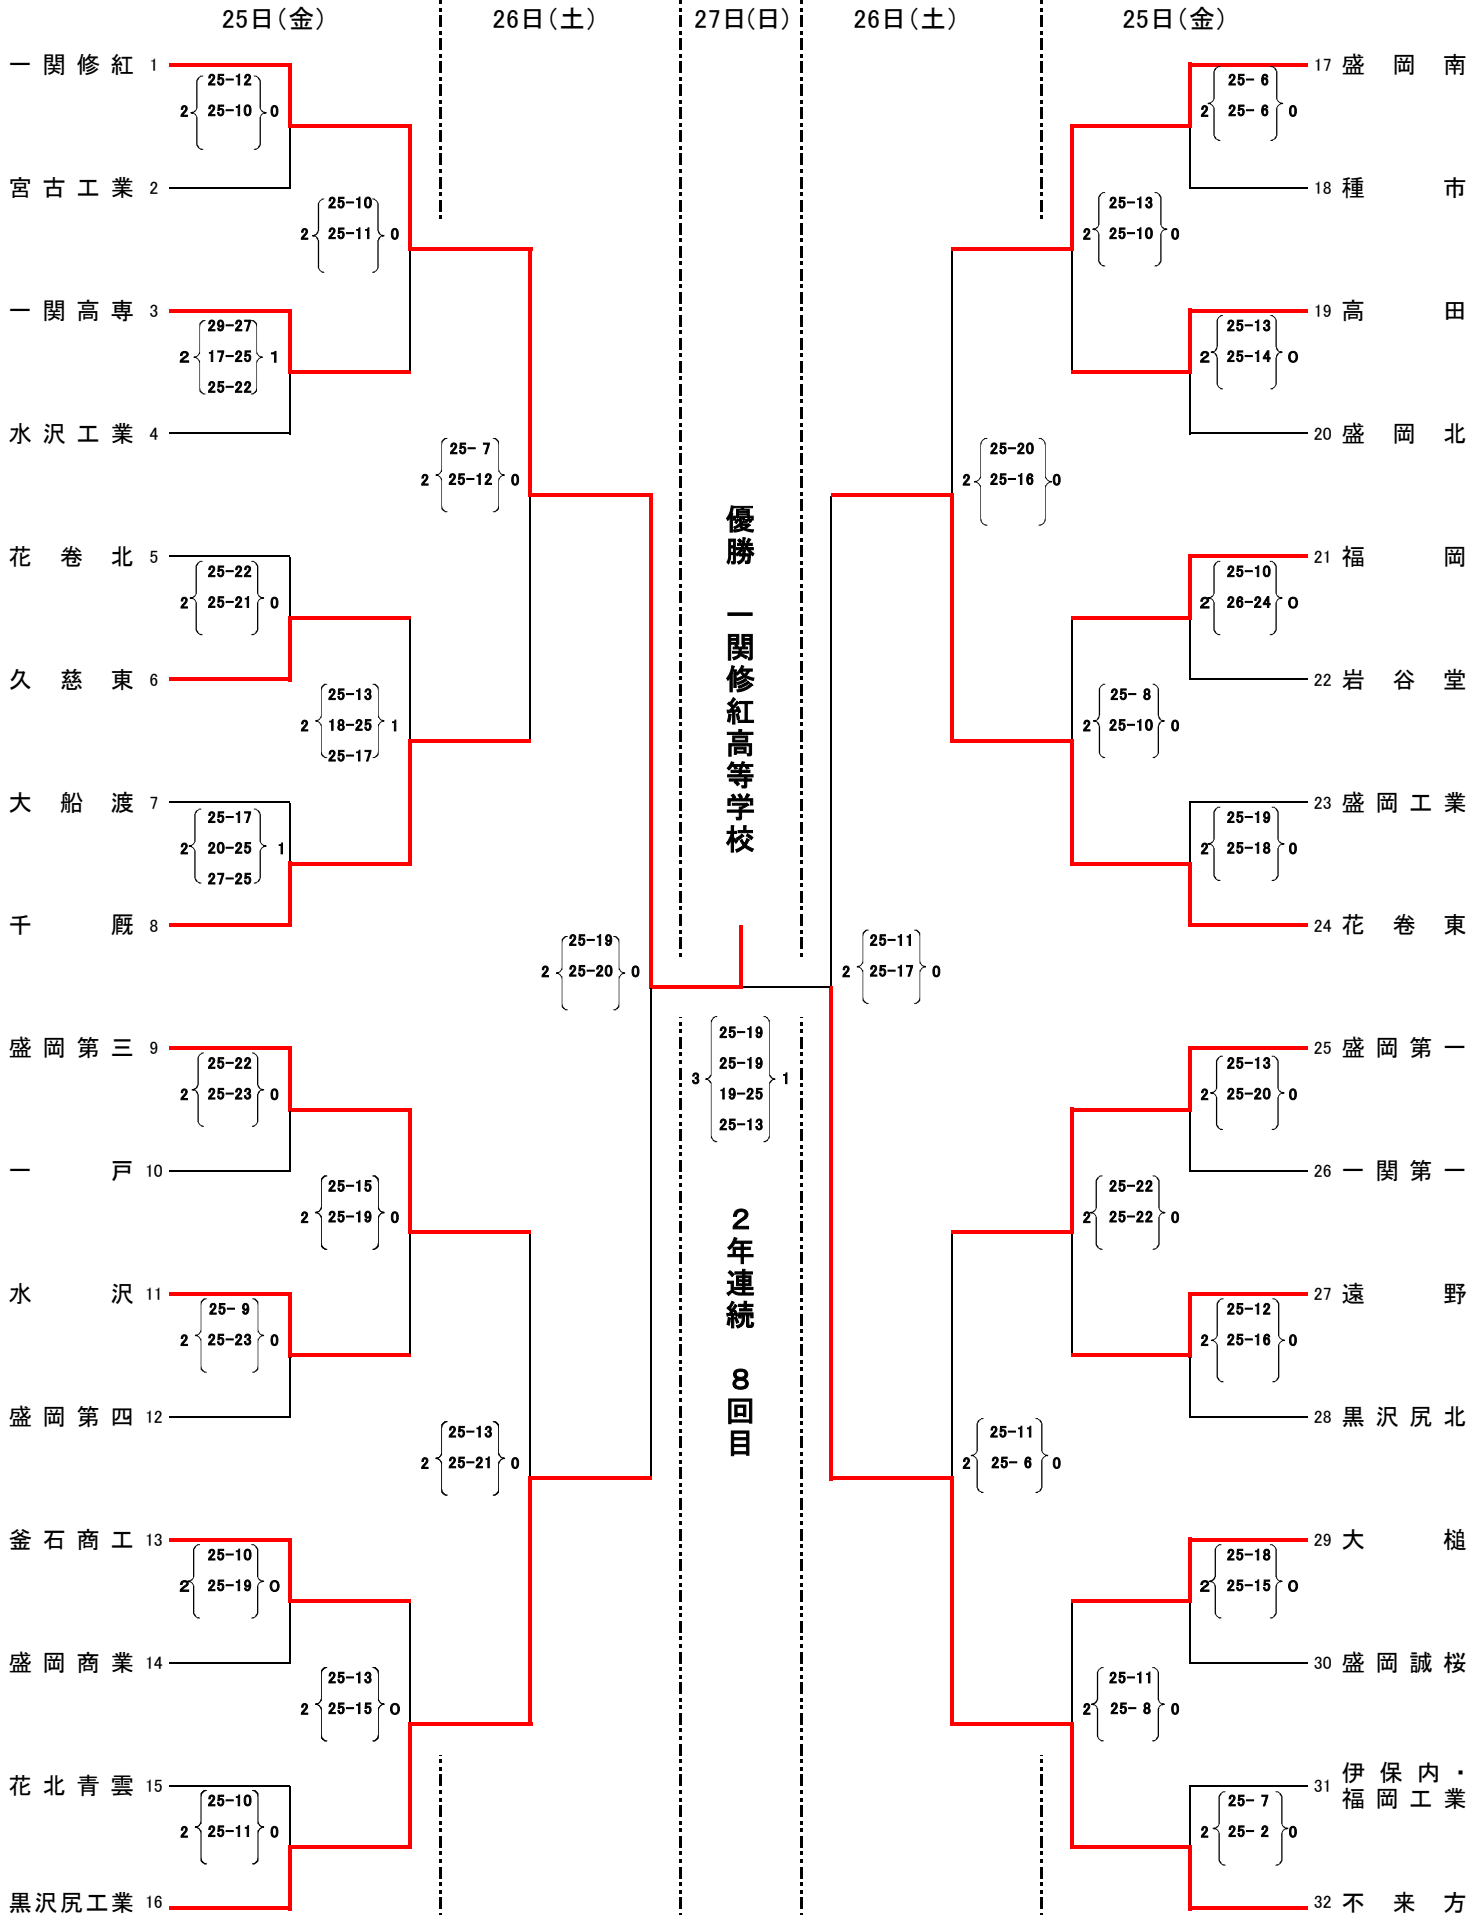 25日(金) 26日(土) 27日(日) 26日(土) 25日(金)
一関修紅 1
25-12
2 25-10 0
宮古工業 2
25-10
2 25-11 0
一関高専 3
29-27
2 17-25 1
25-22
水沢工業 4
25- 7
2 25-12 0
花巻北 5
25-22
2 25-21 0
久慈東 6
25-13
2 18-25 1
25-17
大船渡 7
25-17
2 20-25 1
27-25
千厩 8
25-19
2 25-20 0
盛岡第三 9
25-22
2 25-23 0
一戸 10
25-15
2 25-19 0
水沢 11
25- 9
2 25-23 0
盛岡第四 12
25-13
2 25-21 0
釜石商工 13
25-10
2 25-19 0
盛岡商業 14
25-13
2 25-15 0
花北青雲 15
25-10
2 25-11 0
黒沢尻工業 16
優勝 一関修紅高等学校
25-19
25-19
3 19-25 1
25-13
2年連続 8回目
17 盛岡南
25- 6
2 25- 6 0
18 種市
25-13
2 25-10 0
19 高田
25-13
2 25-14 0
20 盛岡北
25-20
2 25-16 0
21 福岡
25-10
2 26-24 0
22 岩谷堂
25- 8
2 25-10 0
23 盛岡工業
25-19
2 25-18 0
24 花巻東
25-11
2 25-17 0
25 盛岡第一
25-13
2 25-20 0
26 一関第一
25-22
2 25-22 0
27 遠野
25-12
2 25-16 0
28 黒沢尻北
25-11
2 25- 6 0
29 大槌
25-18
2 25-15 0
30 盛岡誠桜
25-11
2 25- 8 0
31 伊保内・
福岡工業
25- 7
2 25- 2 0
32 不来方